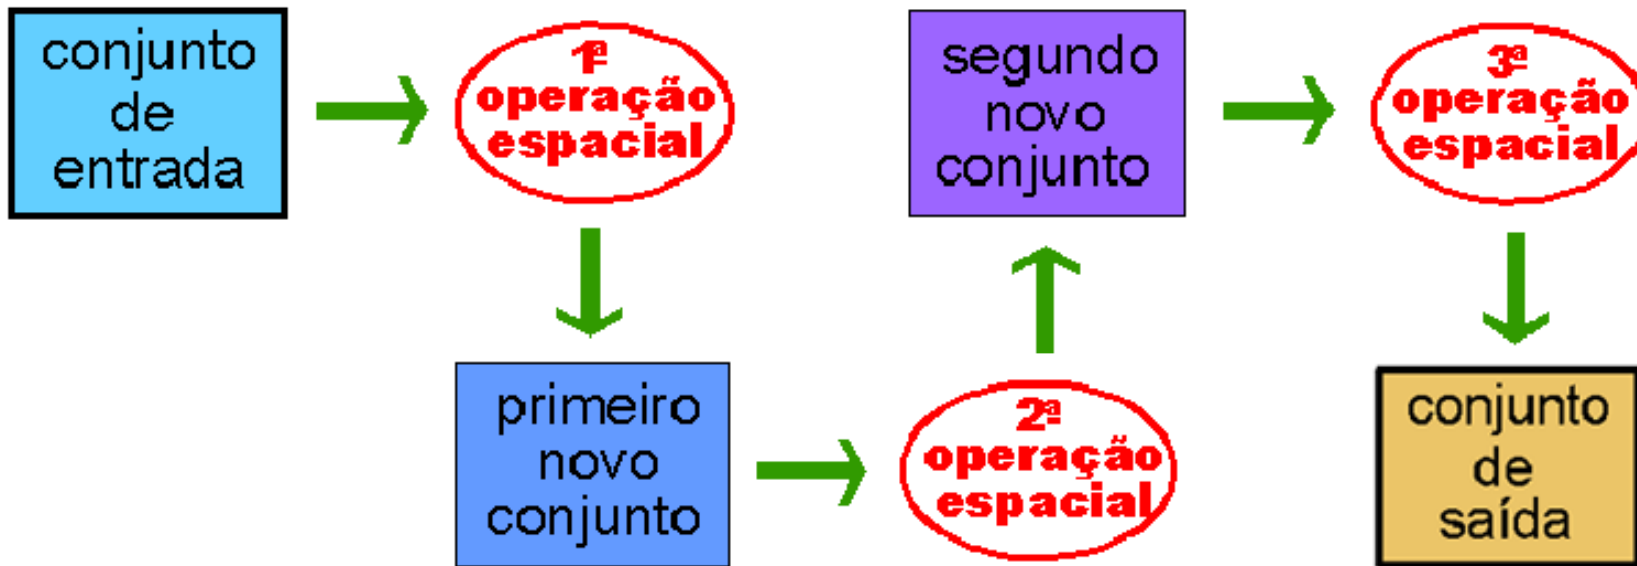 conjunto
de
entrada
1ª
operação
espacial
primeiro
novo
conjunto
2ª
operação
espacial
segundo
novo
conjunto
3ª
operação
espacial
conjunto
de
saída